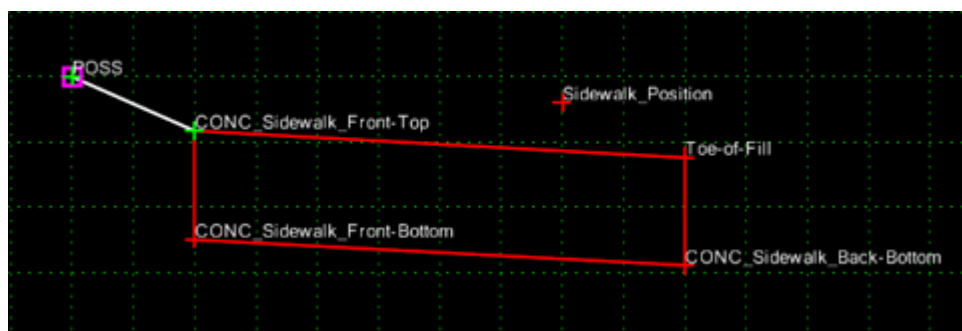 POSS
Sidewalk_Position
CONC_Sidewalk_Front-Top
Toe-of-Fill
CONC_Sidewalk_Front-Bottom
CONC_Sidewalk_Back-Bottom